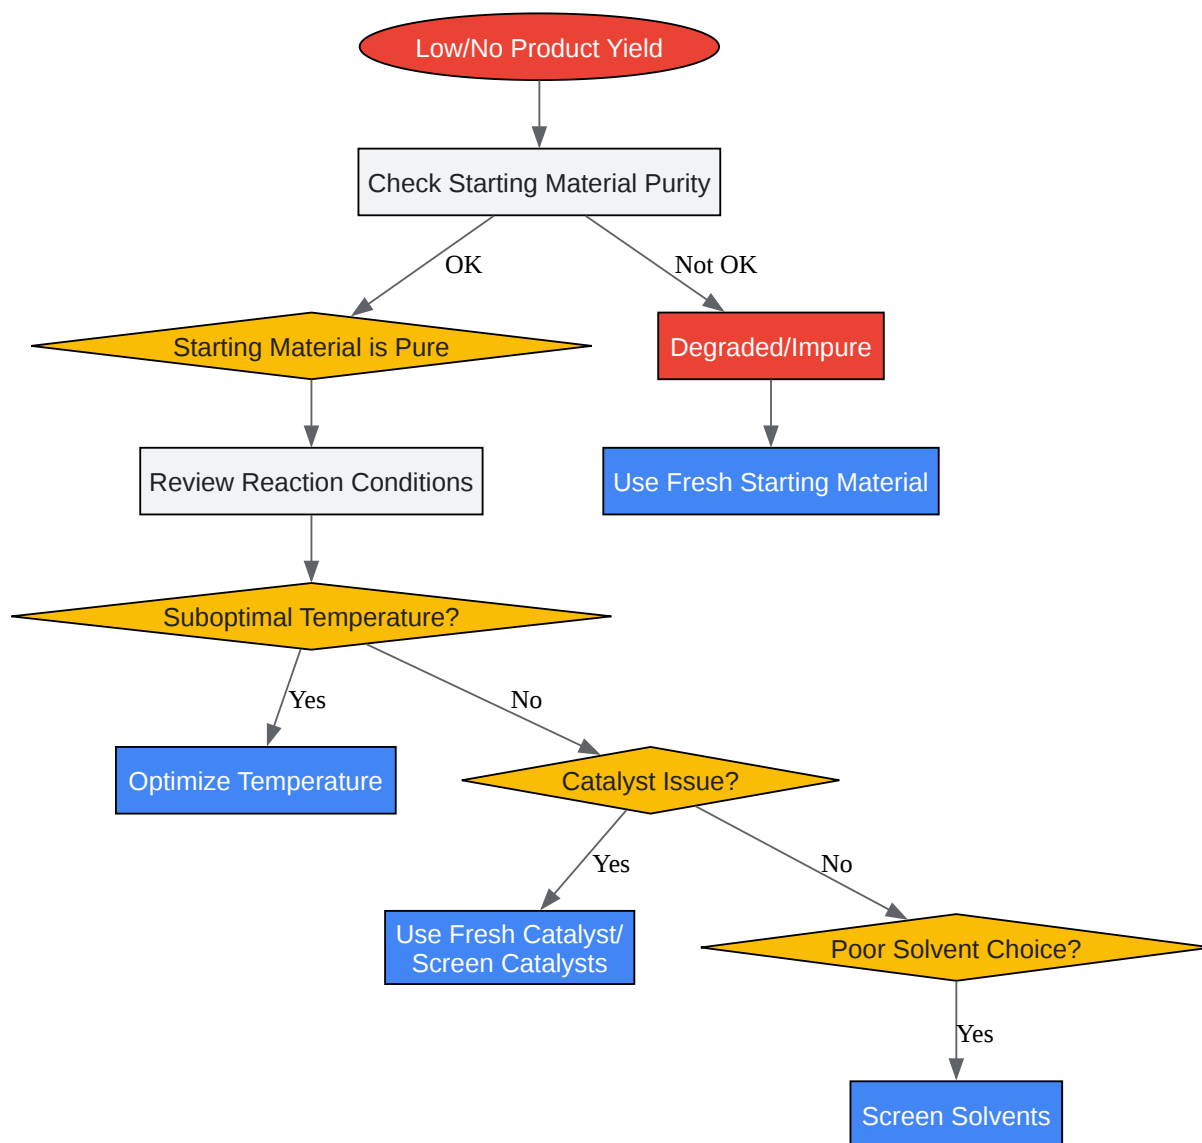 Low/No Product Yield
Check Starting Material Purity
OK
Not OK
Starting Material is Pure
Degraded/Impure
Review Reaction Conditions
Use Fresh Starting Material
Suboptimal Temperature?
Yes
No
Optimize Temperature
Catalyst Issue?
Yes
No
Use Fresh Catalyst/
Screen Catalysts
Poor Solvent Choice?
Yes
Screen Solvents